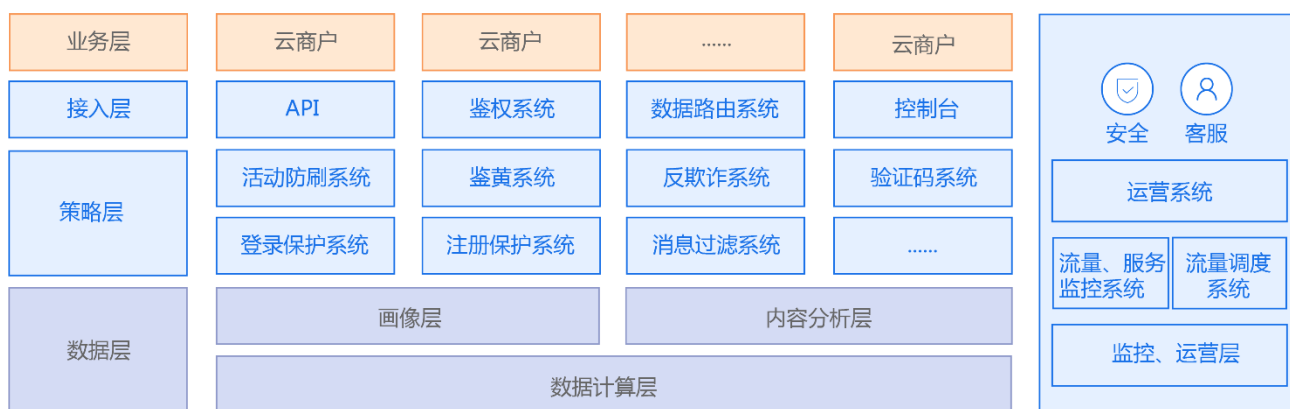 业务层
云商户
云商户
......
云商户
接入层
API
鉴权系统
数据路由系统
控制台
策略层
活动防刷系统
鉴黄系统
反欺诈系统
验证码系统
登录保护系统
注册保护系统
消息过滤系统
......
数据层
画像层
内容分析层
数据计算层
安全
客服
运营系统
流量、服务
监控系统
流量调度
系统
监控、运营层